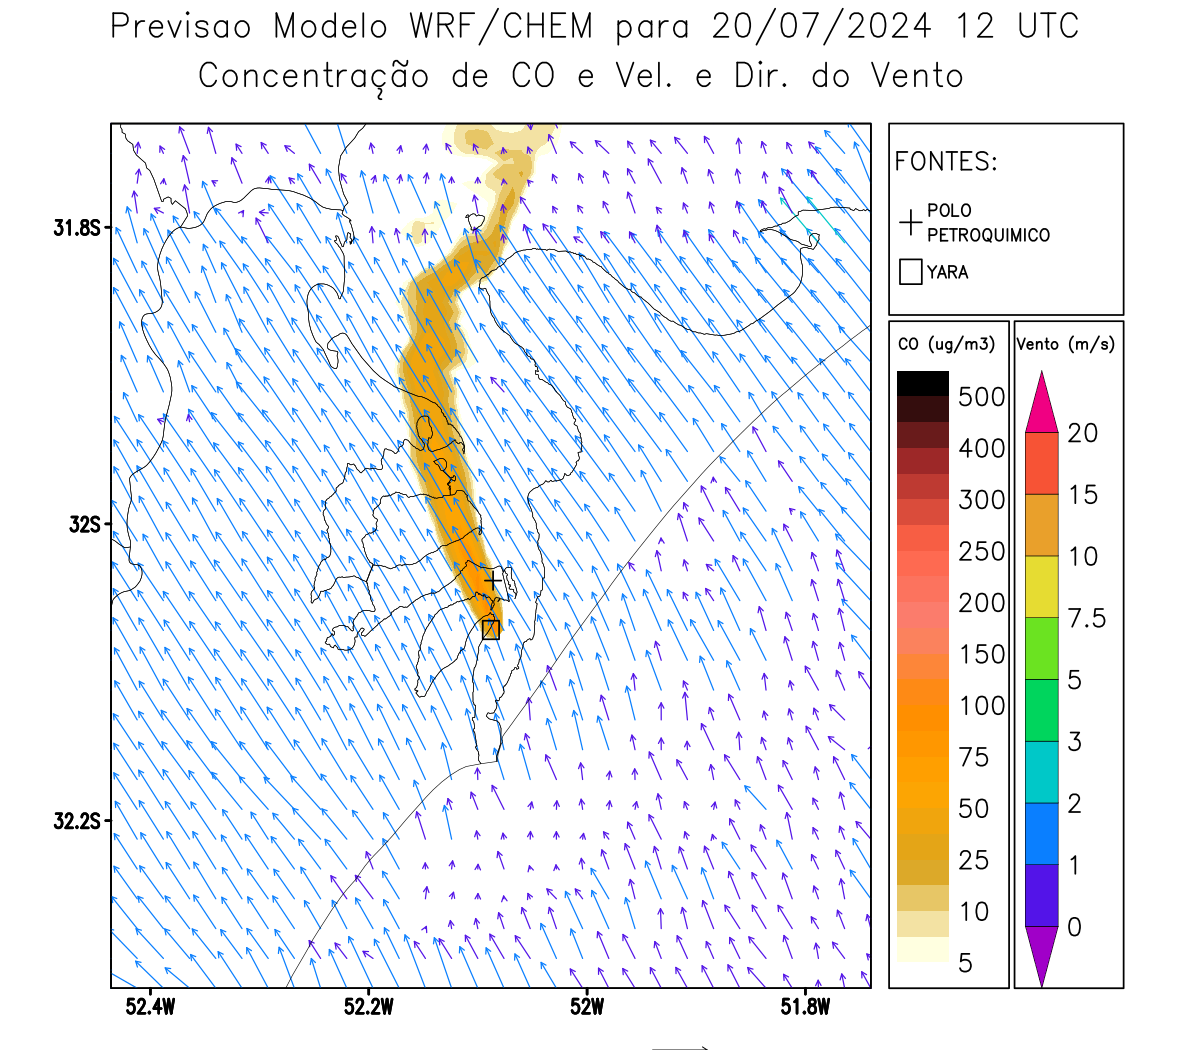 Previsao Modelo WRF/CHEM para 20/07/2024 12 UTC
Concentração de CO e Vel. e Dir. do Vento
FONTES:
POLO
PETROQUIMICO
YARA
CO (ug/m3)
500
400
300
250
200
150
100
75
50
25
10
5
Vento (m/s)
20
15
10
7.5
5
3
2
1
0
31.8S
32S
32.2S
52.4W
52.2W
52W
51.8W